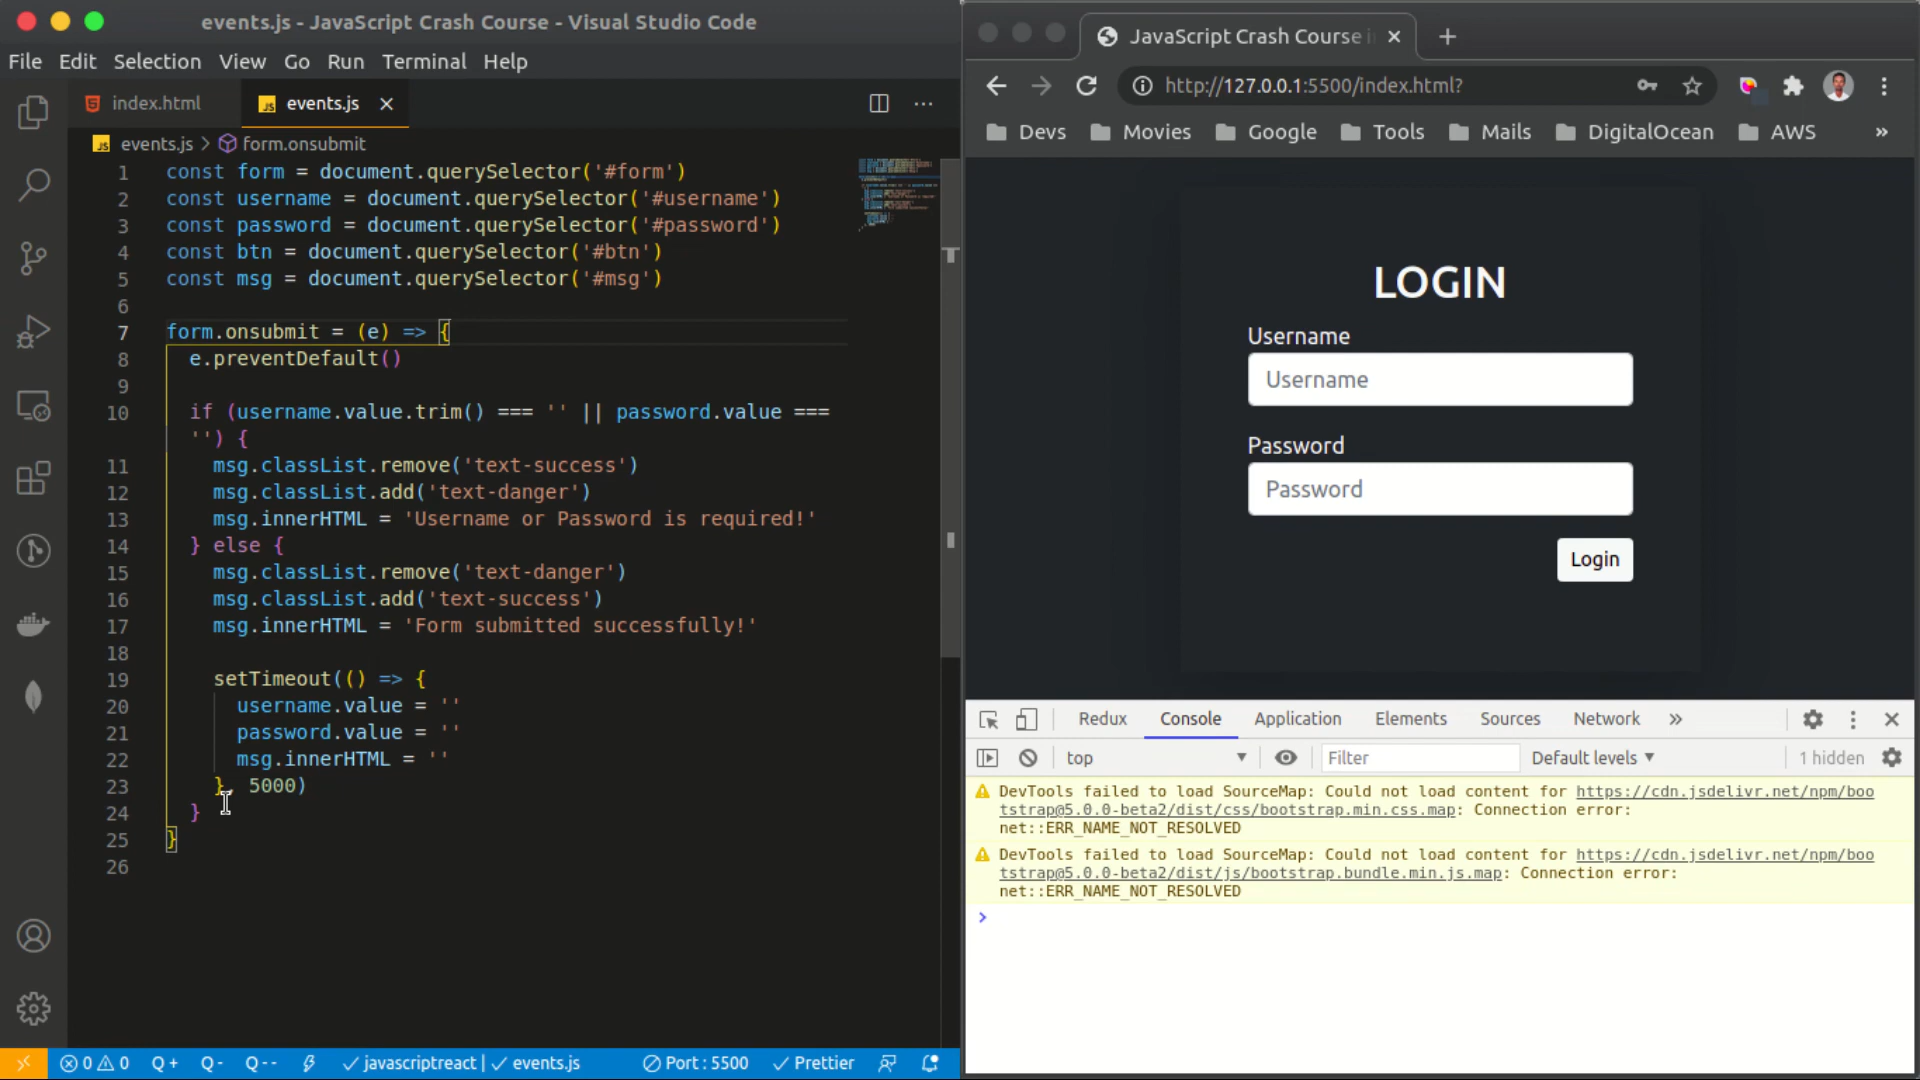 events.js - JavaScript Crash Course - Visual Studio Code
File Edit Selection View Go Run Terminal Help
index.html
JS events.js
JS events.js > form.onsubmit
1 const form = document.querySelector('#form')
2 const username = document.querySelector('#username')
3 const password = document.querySelector('#password')
4 const btn = document.querySelector('#btn')
5 const msg = document.querySelector('#msg')
6
7 form.onsubmit = (e) => {
8 e.preventDefault()
9
10 if (username.value.trim() === '' || password.value ===
'') {
11 msg.classList.remove('text-success')
12 msg.classList.add('text-danger')
13 msg.innerHTML = 'Username or Password is required!'
14 } else {
15 msg.classList.remove('text-danger')
16 msg.classList.add('text-success')
17 msg.innerHTML = 'Form submitted successfully!'
18
19 setTimeout(() => {
20 username.value = ''
21 password.value = ''
22 msg.innerHTML = ''
23 }, 5000)
24 }
25 }
26
0 0 Q+ Q- Q-- javascriptreact | events.js Port : 5500 Prettier
JavaScript Crash Course
http://127.0.0.1:5500/index.html?
Devs Movies Google Tools Mails DigitalOcean AWS »
LOGIN
Username
Username
Password
Password
Login
Redux Console Application Elements Sources Network »
top Filter Default levels 1 hidden
DevTools failed to load SourceMap: Could not load content for https://cdn.jsdelivr.net/npm/boo
tstrap@5.0.0-beta2/dist/css/bootstrap.min.css.map: Connection error:
net::ERR_NAME_NOT_RESOLVED
DevTools failed to load SourceMap: Could not load content for https://cdn.jsdelivr.net/npm/boo
tstrap@5.0.0-beta2/dist/js/bootstrap.bundle.min.js.map: Connection error:
net::ERR_NAME_NOT_RESOLVED
>